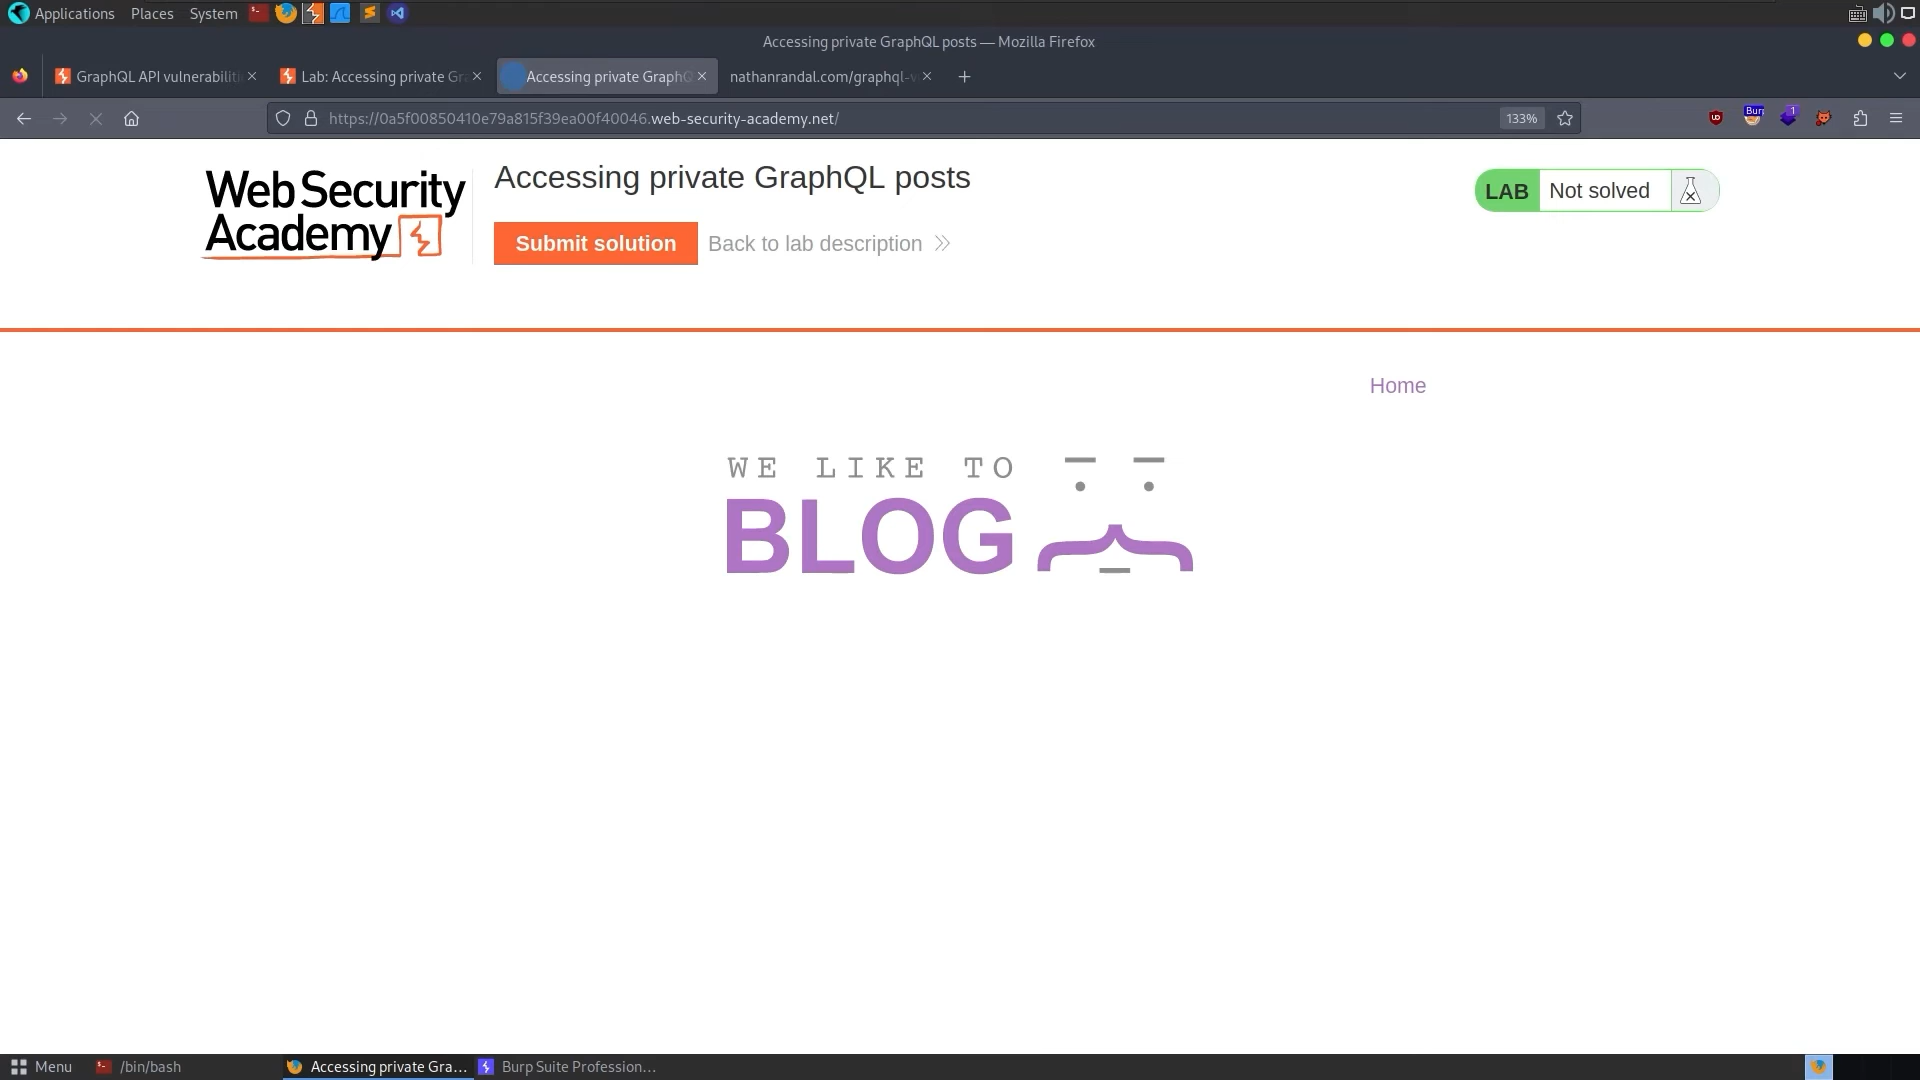 Applications Places System
Accessing private GraphQL posts — Mozilla Firefox
GraphQL API vulnerabiliti
Lab: Accessing private Gra
Accessing private GraphQ
nathanrandal.com/graphql-v
https://0a5f00850410e79a815f39ea00f40046.web-security-academy.net/
133%
Burp
1
Web Security
Academy
Accessing private GraphQL posts
LAB Not solved
Submit solution
Back to lab description
Home
WE LIKE TO
BLOG
Menu
/bin/bash
Accessing private Gra...
Burp Suite Profession...